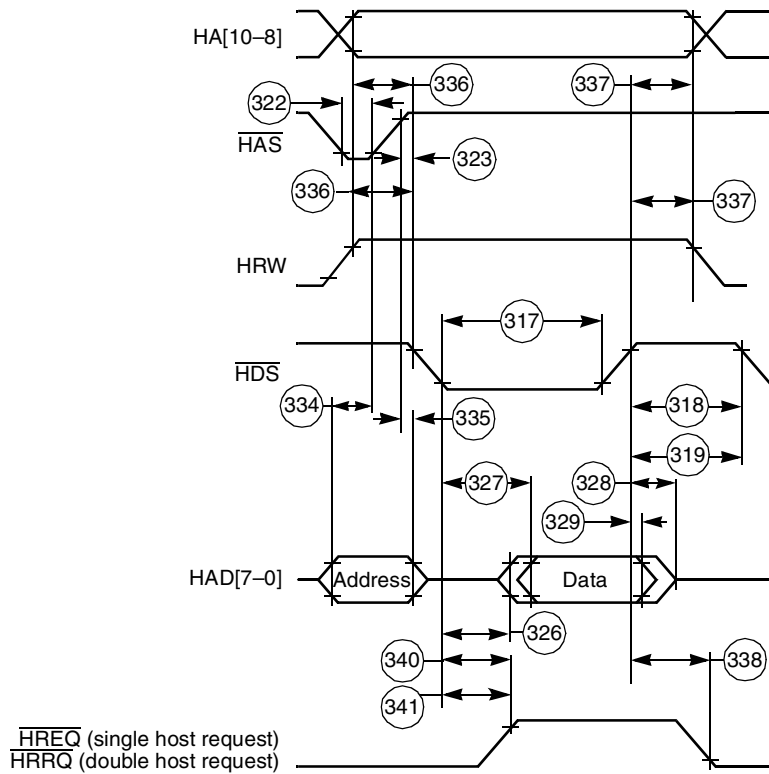 HA[10–8]
336
337
322
HAS
323
336
337
HRW
317
HDS
334
335
318
319
327
328
329
HAD[7–0]
Address
Data
326
340
338
341
HREQ (single host request)
HRRQ (double host request)